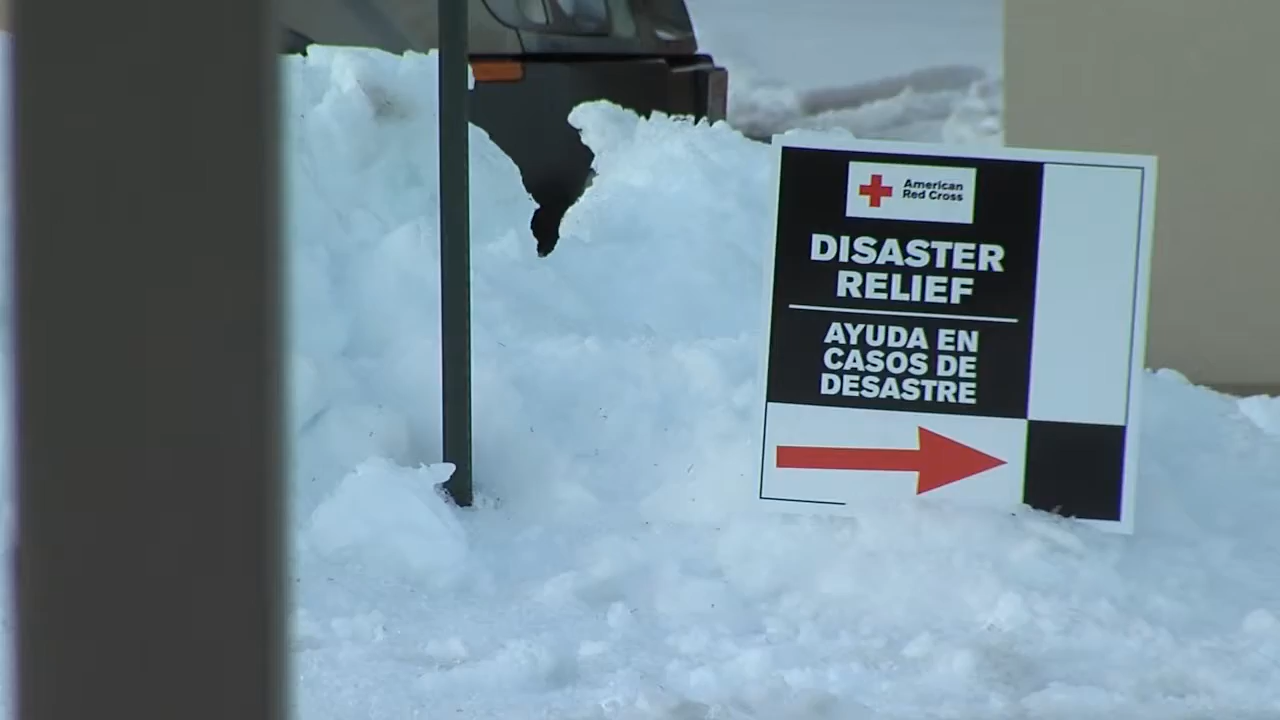 American
Red Cross
DISASTER
RELIEF
AYUDA EN
CASOS DE
DESASTRE